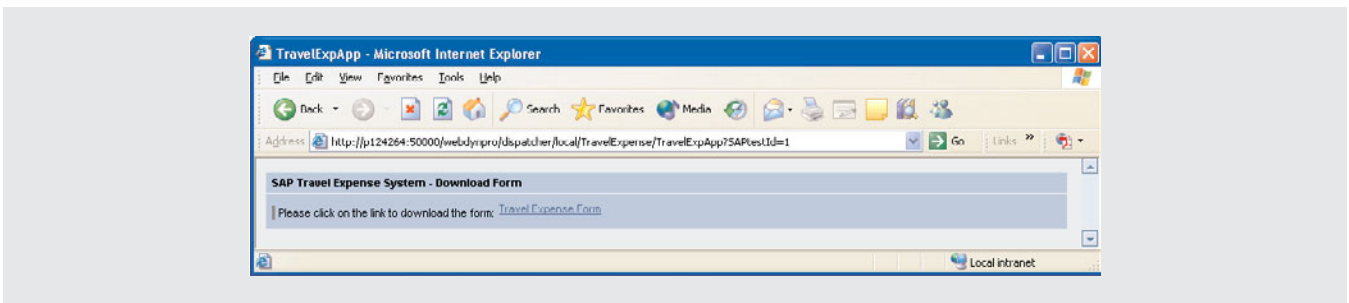 TravelExpApp - Microsoft Internet Explorer
File Edit View Favorites Tools Help
Back Search Favorites Media
Address http://p124264:50000/webdynpro/dispatcher/local/TravelExpense/TravelExpApp?SAPtestId=1 Go Links »
SAP Travel Expense System - Download Form
Please click on the link to download the form: Travel Expense Form
Local intranet